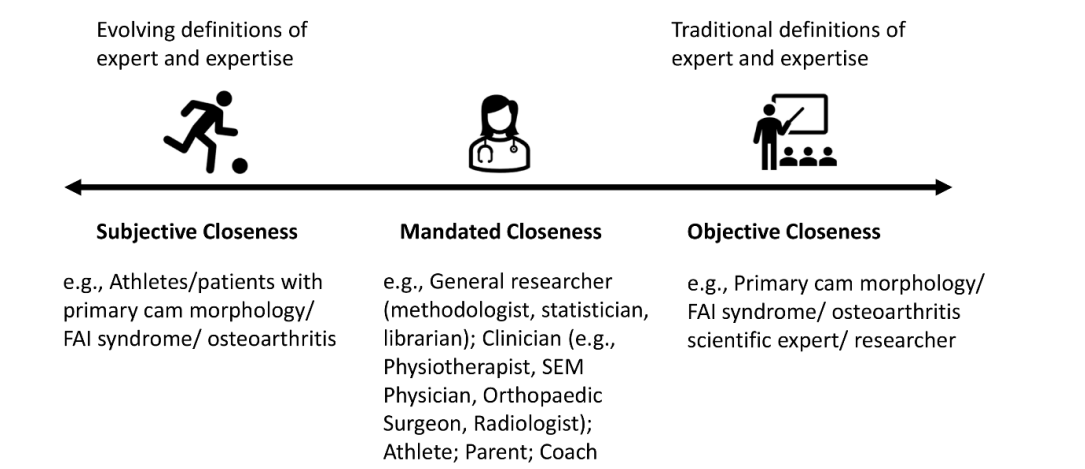 Evolving definitions of
expert and expertise
Traditional definitions of
expert and expertise
Subjective Closeness
e.g., Athletes/patients with
primary cam morphology/
FAI syndrome/ osteoarthritis
Mandated Closeness
e.g., General researcher
(methodologist, statistician,
librarian); Clinician (e.g.,
Physiotherapist, SEM
Physician, Orthopaedic
Surgeon, Radiologist);
Athlete; Parent; Coach
Objective Closeness
e.g., Primary cam morphology/
FAI syndrome/ osteoarthritis
scientific expert/ researcher